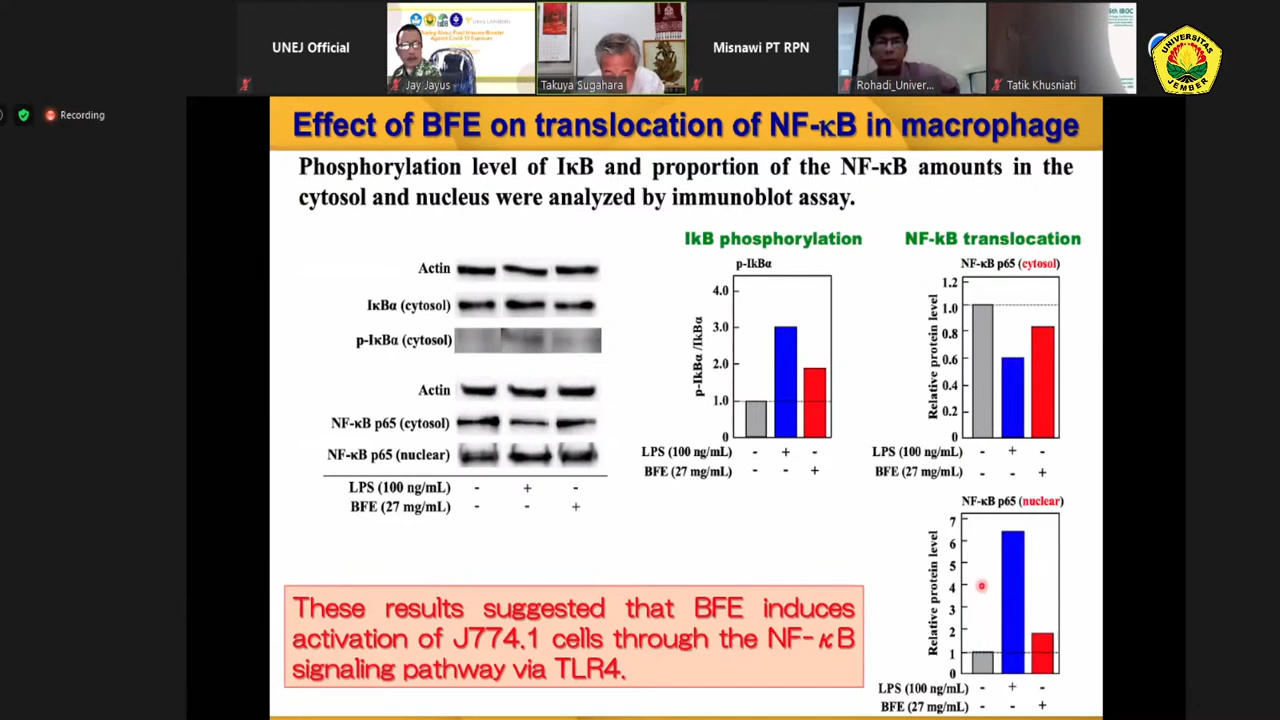 UNEJ Official
Jay Jayus
Takuya Sugahara
Misnawi PT RPN
Rohadi_Univer...
Tatik Khusniati
UNIVERSITAS
JEMBER
Recording
Effect of BFE on translocation of NF-κB in macrophage
Phosphorylation level of IκB and proportion of the NF-κB amounts in the
cytosol and nucleus were analyzed by immunoblot assay.
Actin
IκBα (cytosol)
p-IκBα (cytosol)
Actin
NF-κB p65 (cytosol)
NF-κB p65 (nuclear)
LPS (100 ng/mL) - + -
BFE (27 mg/mL) - - +
IkB phosphorylation
p-IkBα
p-IkBα /IkBα
4.0
3.0
2.0
1.0
0
LPS (100 ng/mL) - + -
BFE (27 mg/mL) - - +
NF-kB translocation
NF-κB p65 (cytosol)
Relative protein level
1.2
1.0
0.8
0.6
0.4
0.2
0
LPS (100 ng/mL) - + -
BFE (27 mg/mL) - - +
NF-κB p65 (nuclear)
Relative protein level
7
6
5
4
3
2
1
0
LPS (100 ng/mL) - + -
BFE (27 mg/mL) - - +
These results suggested that BFE induces
activation of J774.1 cells through the NF-κB
signaling pathway via TLR4.